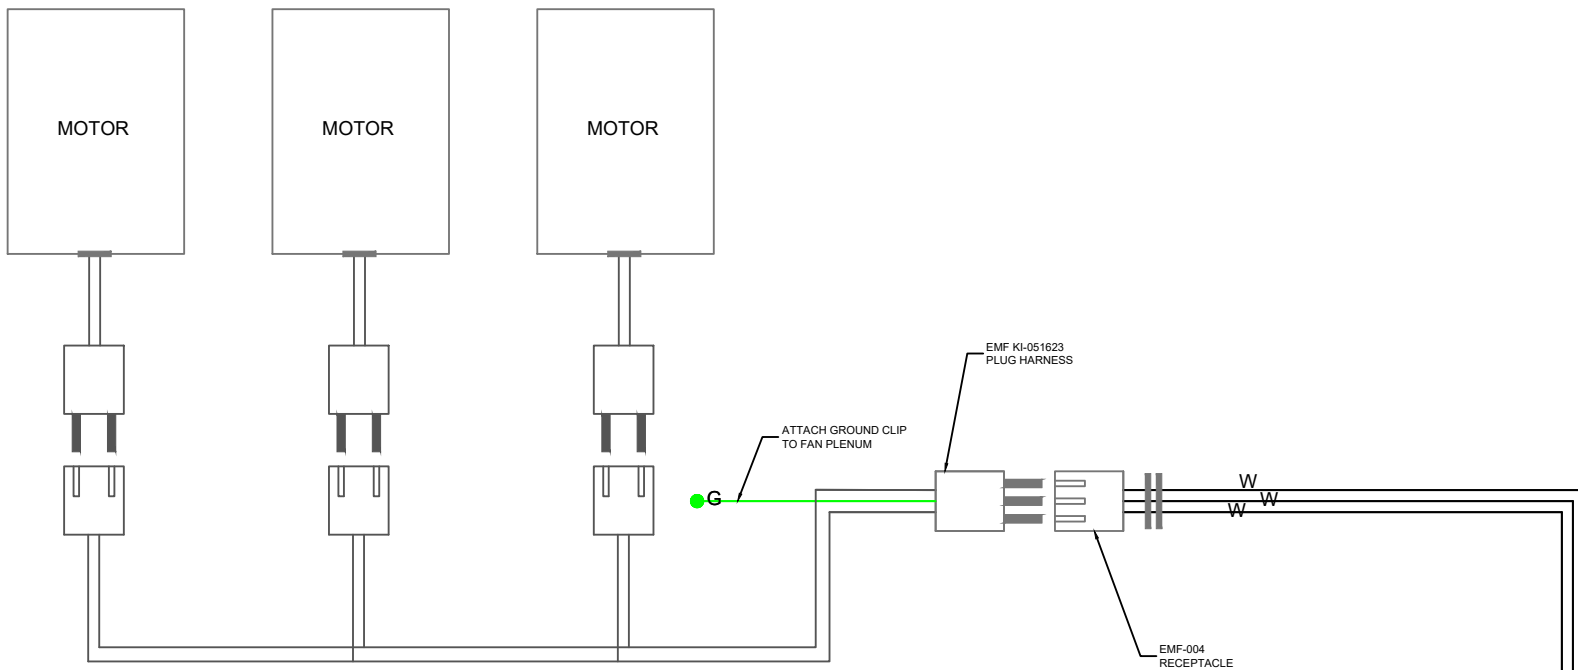 MOTOR
MOTOR
MOTOR
EMF KI-051623
PLUG HARNESS
ATTACH GROUND CLIP
TO FAN PLENUM
G
W
W
W
EMF-004
RECEPTACLE